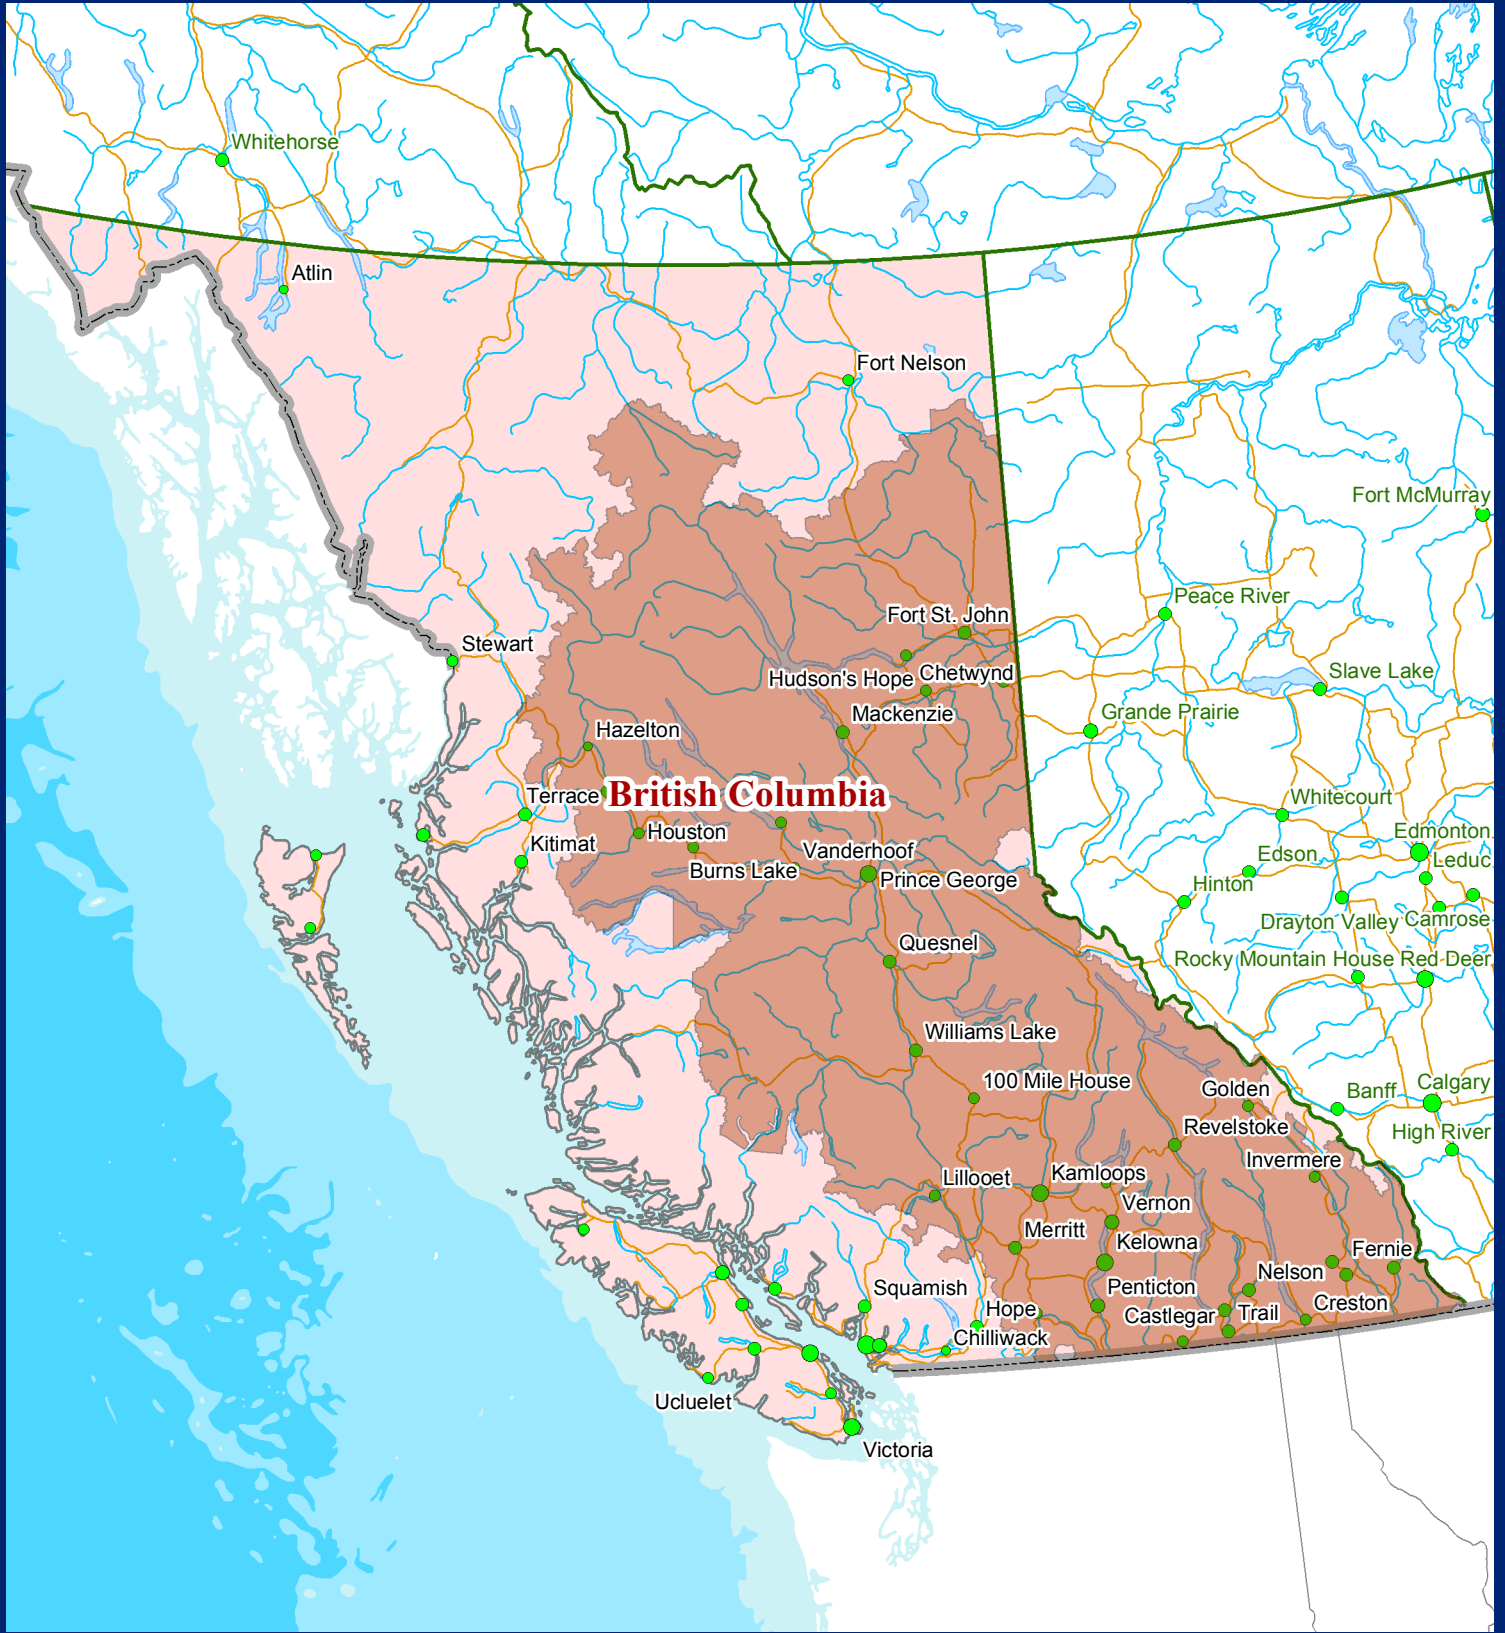 Whitehorse
Atlin
Fort Nelson
Fort McMurray
Peace River
Fort St. John
Stewart
Hudson's Hope
Chetwynd
Slave Lake
Mackenzie
Grande Prairie
Hazelton
British Columbia
Terrace
Whitecourt
Houston
Edmonton
Kitimat
Vanderhoof
Edson
Leduc
Burns Lake
Prince George
Hinton
Drayton Valley
Camrose
Quesnel
Rocky Mountain House
Red Deer
Williams Lake
100 Mile House
Golden
Banff
Calgary
Revelstoke
High River
Invermere
Lillooet
Kamloops
Vernon
Merritt
Kelowna
Fernie
Squamish
Penticton
Nelson
Hope
Castlegar
Trail
Creston
Chilliwack
Ucluelet
Victoria